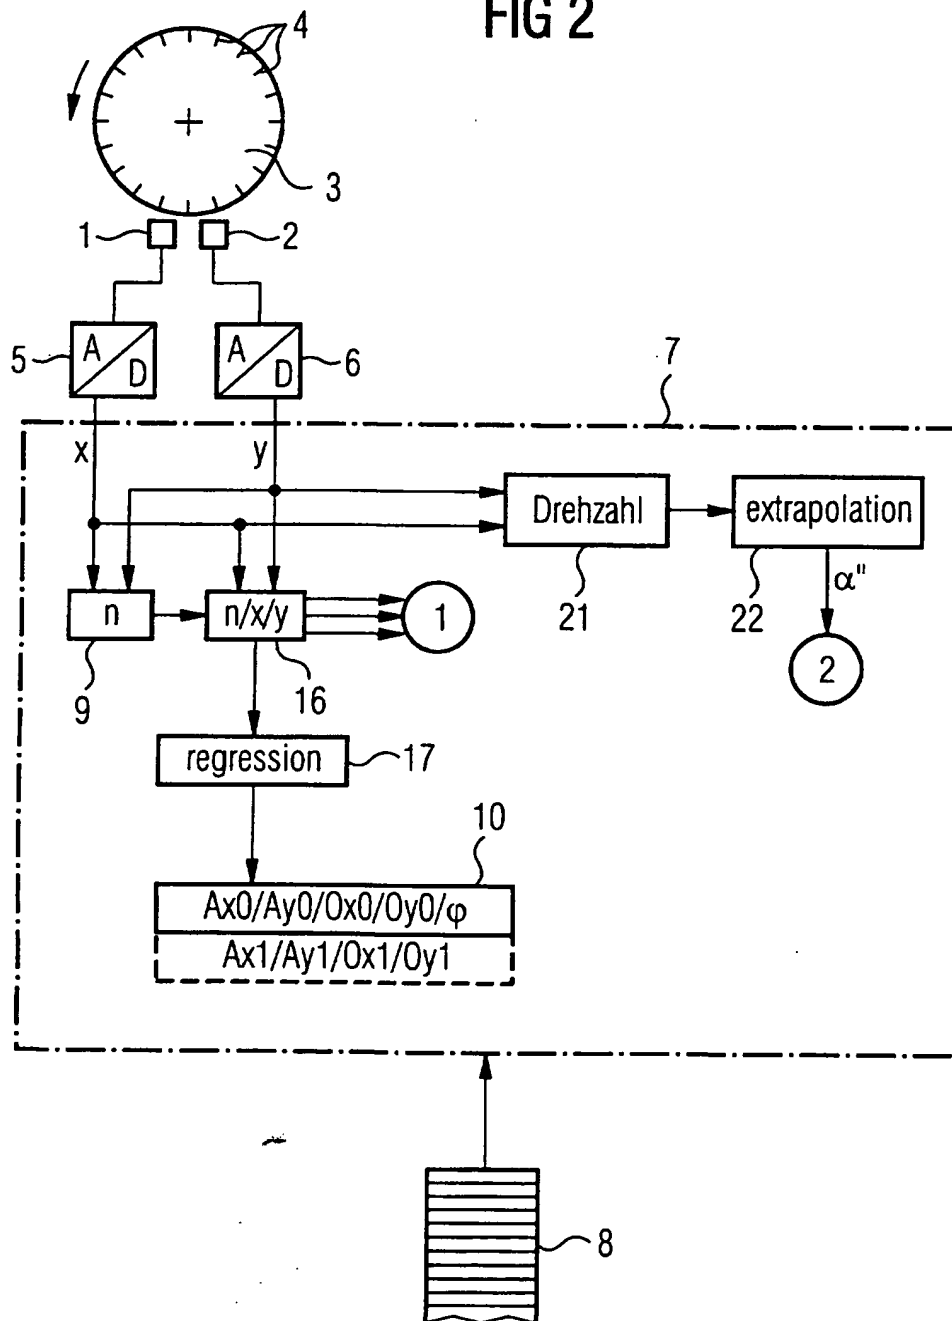 FIG 2
4
3
1
2
5
A
D
A
D
6
7
x
y
Drehzahl
extrapolation
n
n/x/y
1
21
22
α"
9
16
2
regression
17
10
Ax0/Ay0/Ox0/Oy0/φ
Ax1/Ay1/Ox1/Oy1
8